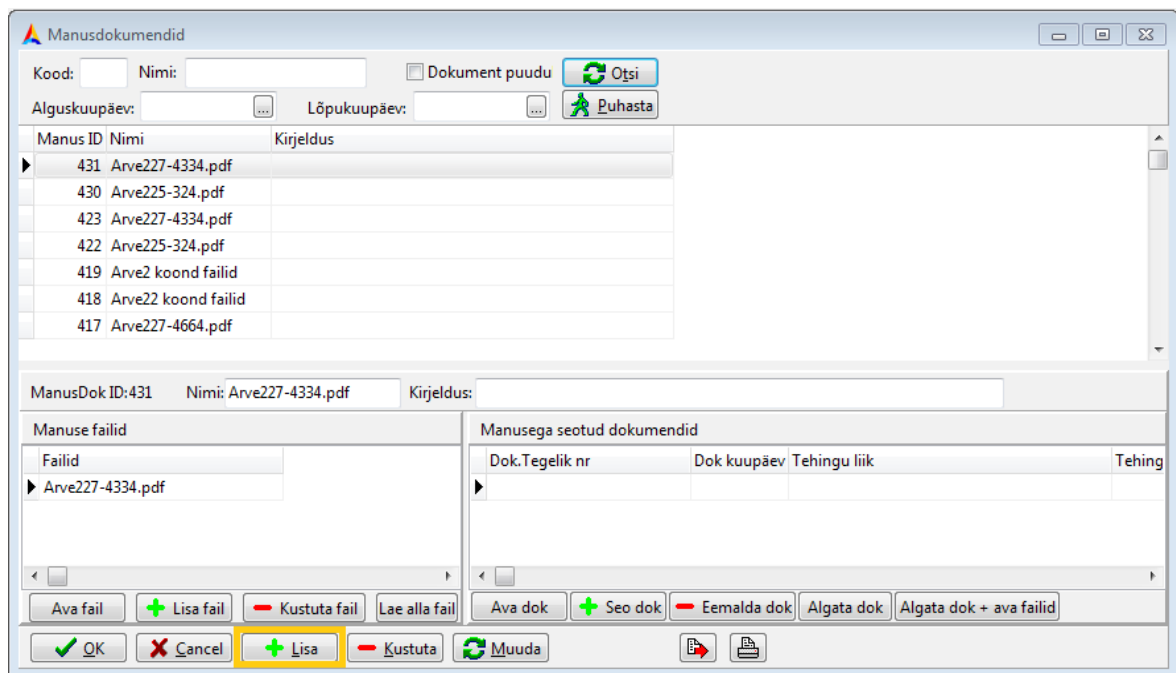 Manusdokumendid
Kood: Nimi: Dokument puudu Otsi
Alguskuupäev: ... Lõpukuupäev: ... Puhasta
Manus ID Nimi Kirjeldus
431 Arve227-4334.pdf
430 Arve225-324.pdf
423 Arve227-4334.pdf
422 Arve225-324.pdf
419 Arve2 koond failid
418 Arve22 koond failid
417 Arve227-4664.pdf
ManusDok ID:431 Nimi: Arve227-4334.pdf Kirjeldus:
Manuse failid Manusega seotud dokumendid
Failid Dok.Tegelik nr Dok kuupäev Tehingu liik Tehing
Arve227-4334.pdf
Ava fail Lisa fail Kustuta fail Lae alla fail Ava dok Seo dok Eemalda dok Algata dok Algata dok + ava failid
OK Cancel Lisa Kustuta Muuda